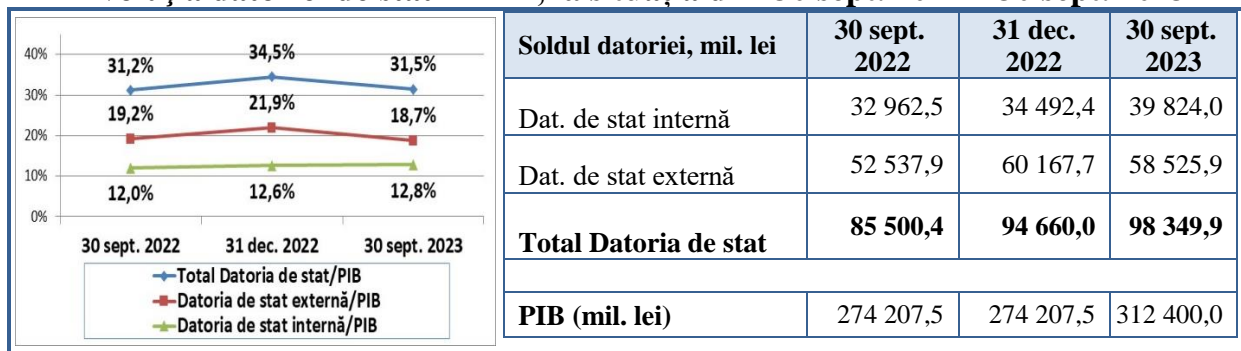 40%
30%
20%
10%
0%
31,2%
34,5%
31,5%
19,2%
21,9%
18,7%
12,0%
12,6%
12,8%
30 sept. 2022
31 dec. 2022
30 sept. 2023
Total Datoria de stat/PIB
Datoria de stat externă/PIB
Datoria de stat internă/PIB
Soldul datoriei, mil. lei
30 sept. 2022
31 dec. 2022
30 sept. 2023
Dat. de stat internă 32 962,5 34 492,4 39 824,0
Dat. de stat externă 52 537,9 60 167,7 58 525,9
Total Datoria de stat 85 500,4 94 660,0 98 349,9
PIB (mil. lei) 274 207,5 274 207,5 312 400,0